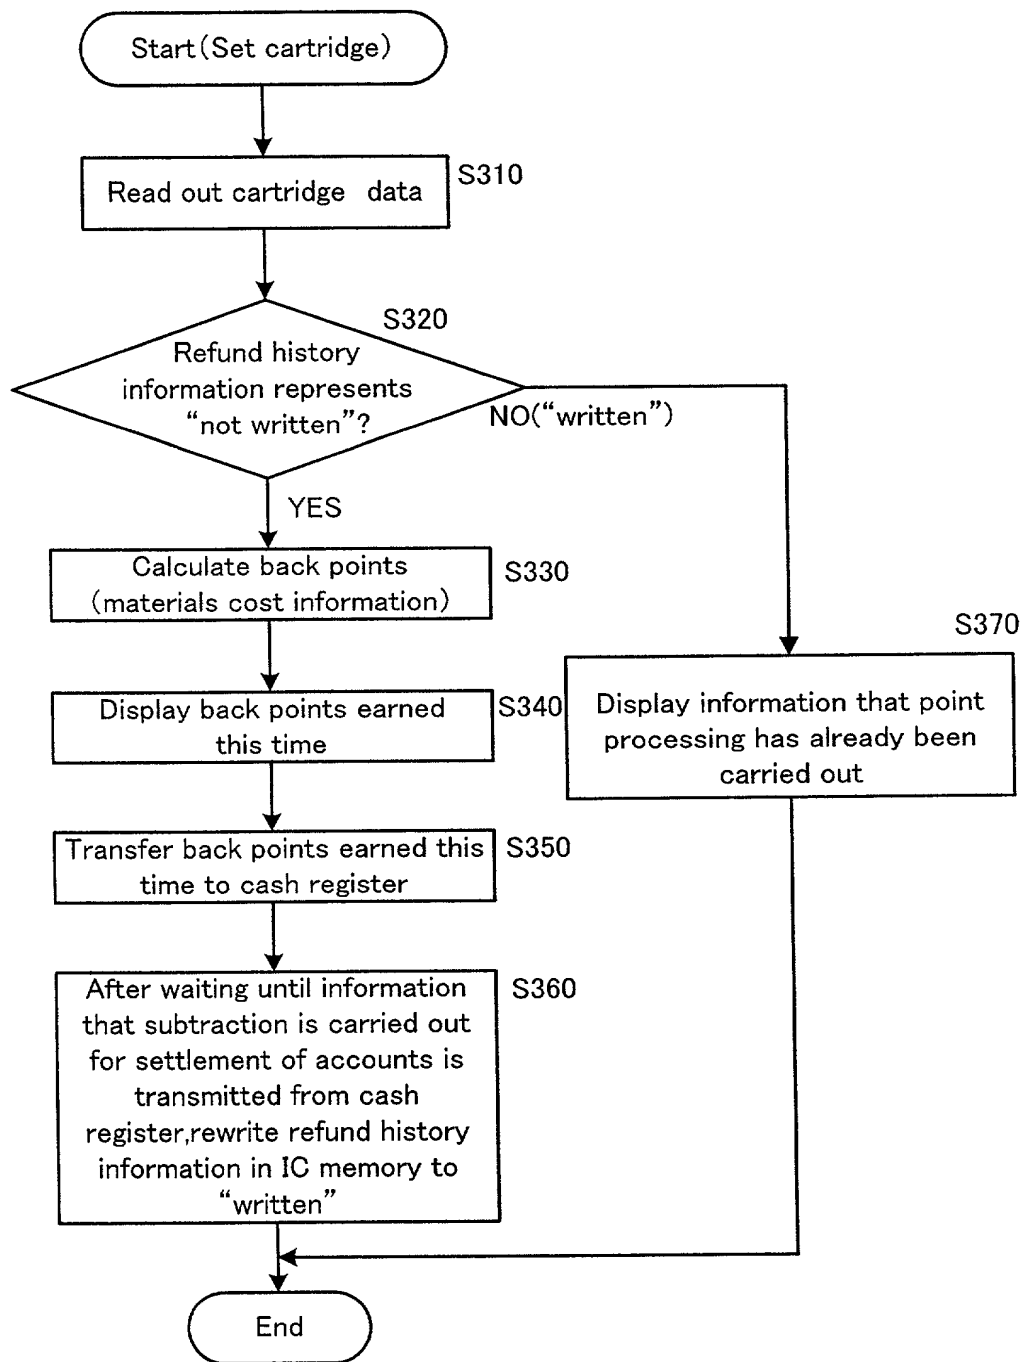 Start(Set cartridge)
S310
Read out cartridge data
S320
Refund history
information represents
“not written”?
NO(“written”)
YES
Calculate back points
(materials cost information)
S330
S370
Display back points earned
this time
S340
Display information that point
processing has already been
carried out
Transfer back points earned this
time to cash register
S350
After waiting until information
that subtraction is carried out
for settlement of accounts is
transmitted from cash
register,rewrite refund history
information in IC memory to
“written”
S360
End